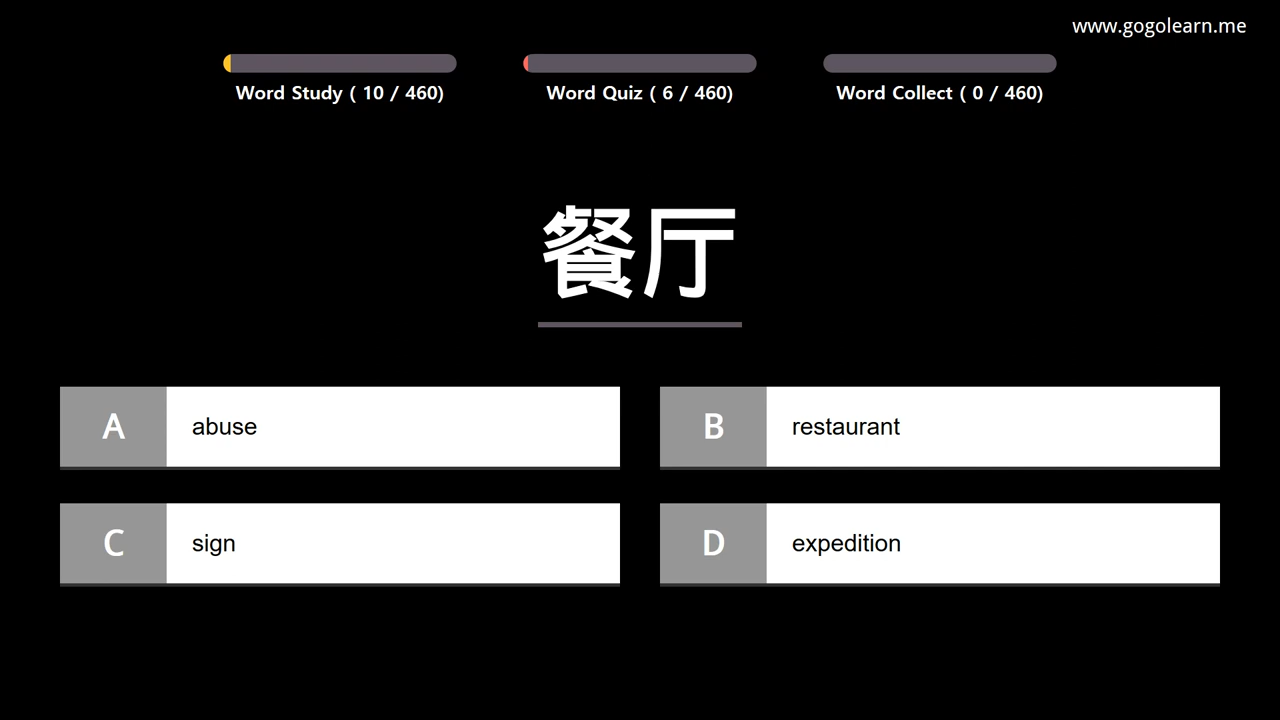 www.gogolearn.me
Word Study ( 10 / 460)
Word Quiz ( 6 / 460)
Word Collect ( 0 / 460)
餐厅
A abuse
B restaurant
C sign
D expedition